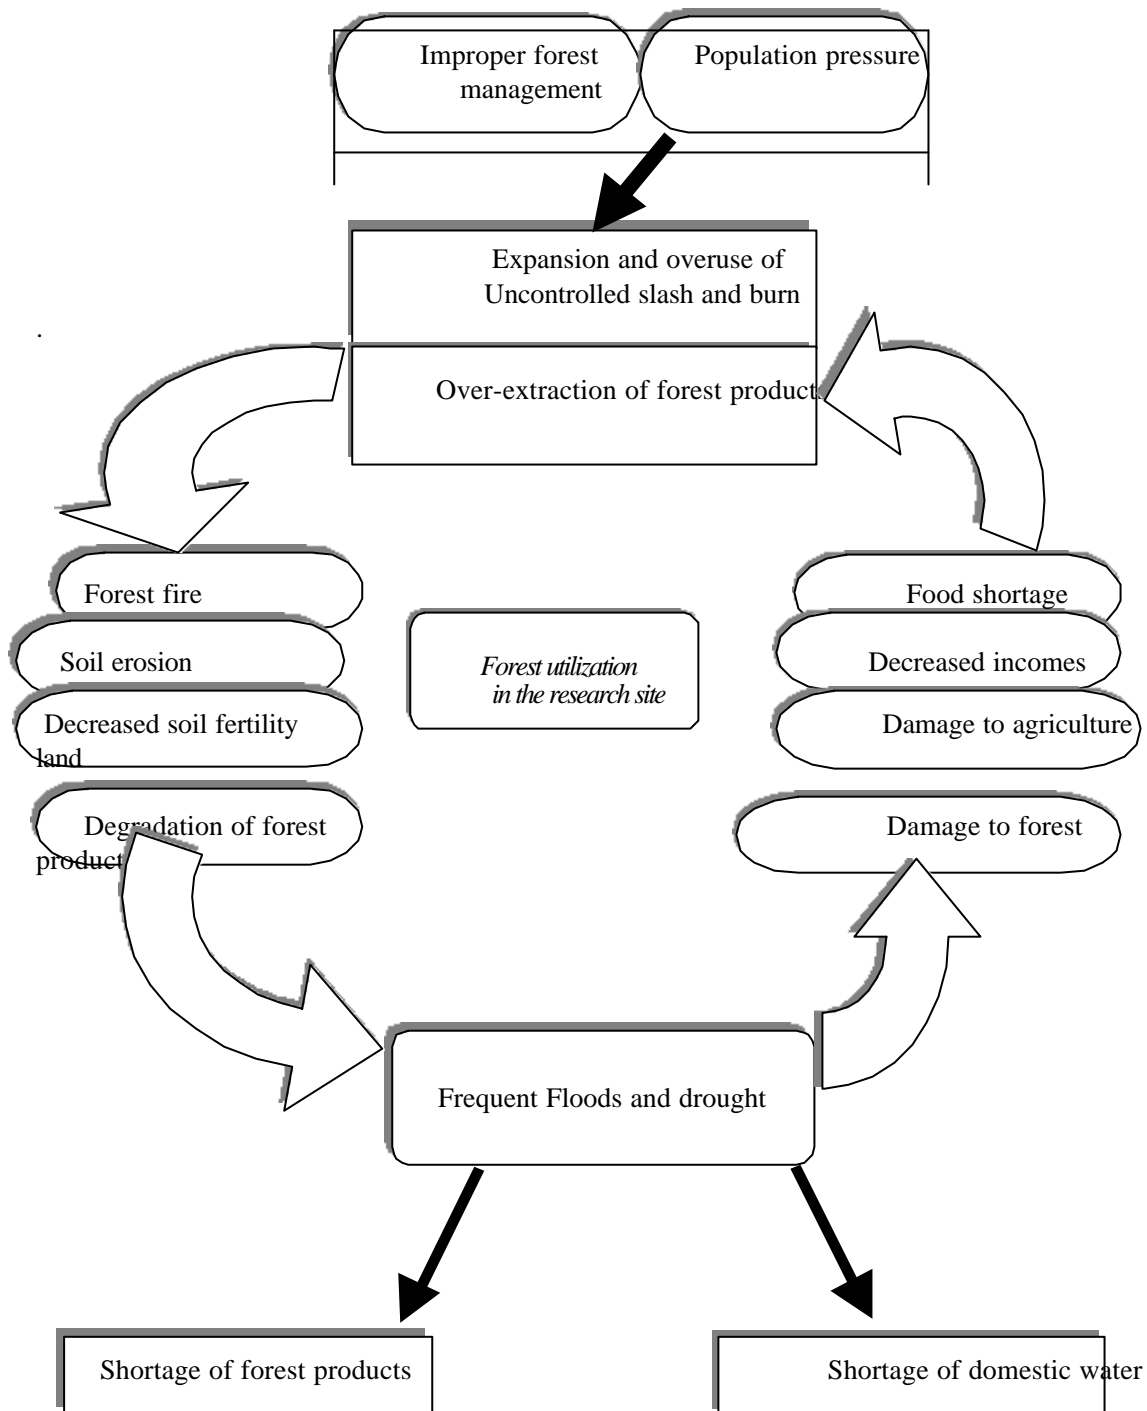 Improper forest
management
Population pressure
Expansion and overuse of
Uncontrolled slash and burn
.
Over-extraction of forest product
Forest fire
Soil erosion
Decreased soil fertility
land
Degradation of forest
product
Forest utilization
in the research site
Food shortage
Decreased incomes
Damage to agriculture
Damage to forest
Frequent Floods and drought
Shortage of forest products
Shortage of domestic water